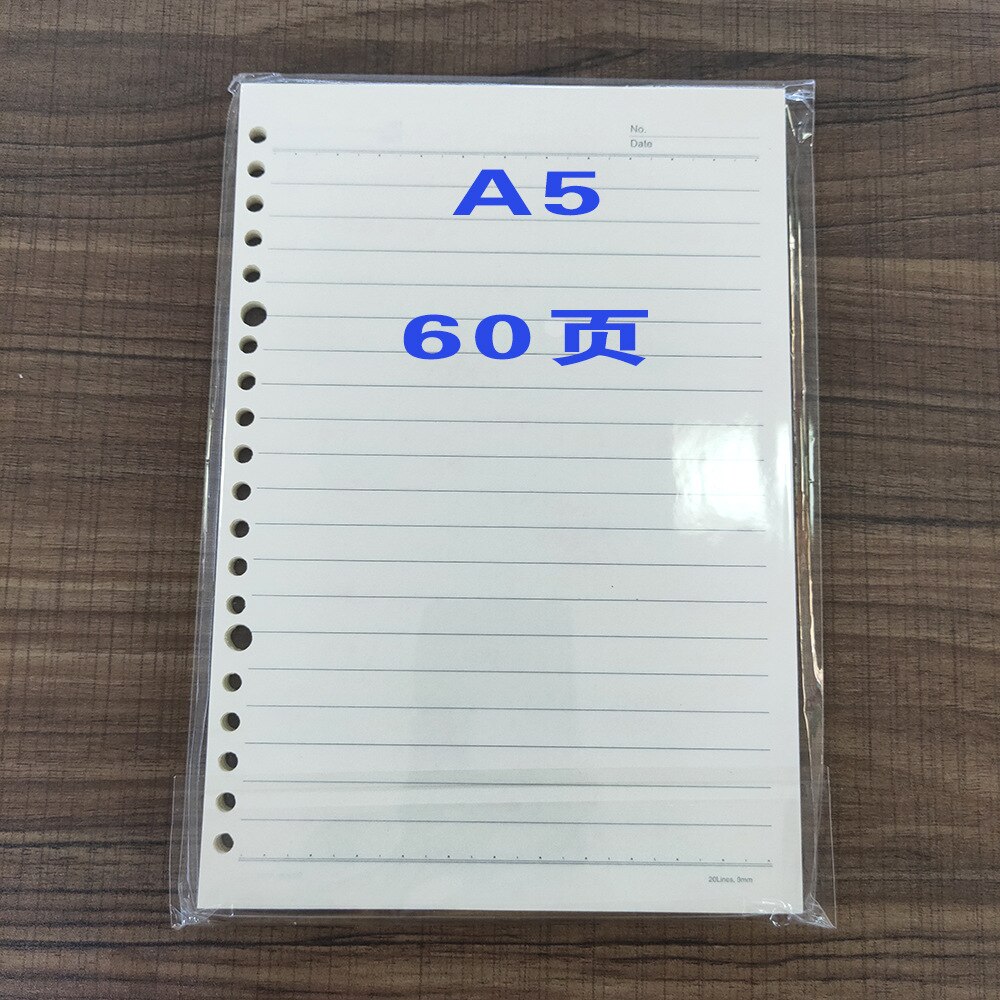 No.
Date
A5
60页
20Lines, 9mm